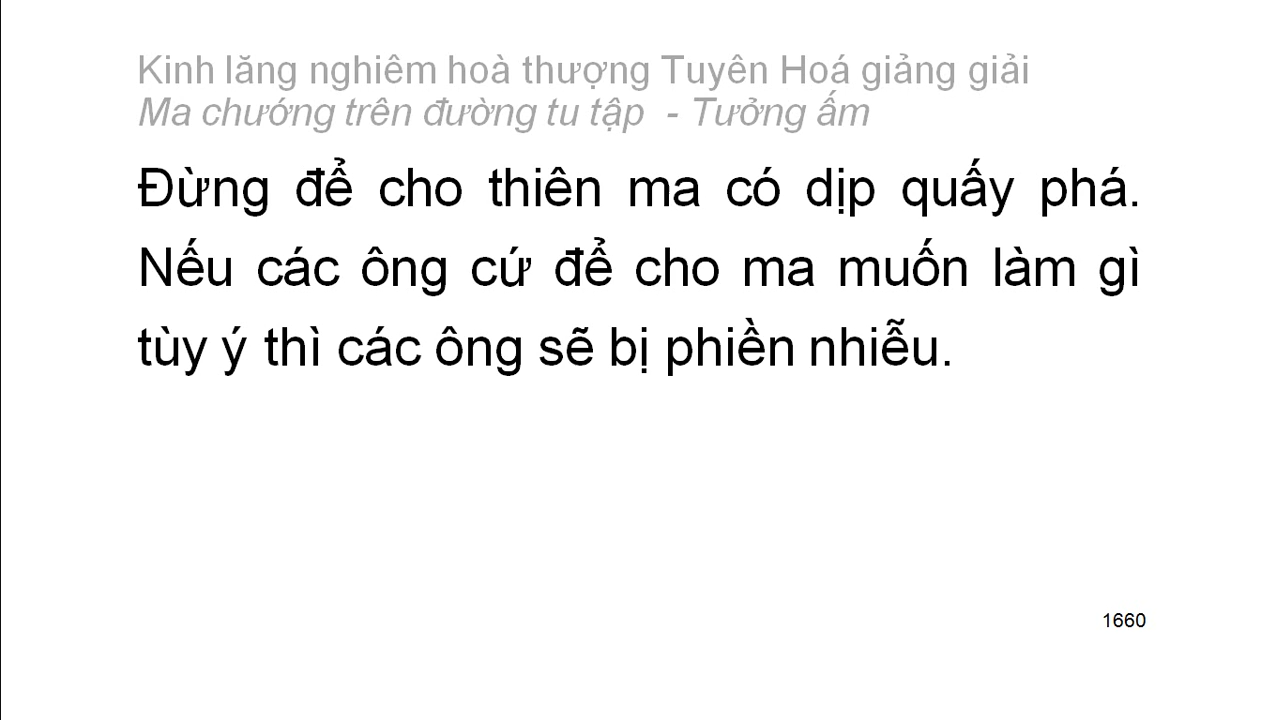 Kinh lăng nghiêm hoà thượng Tuyên Hoá giảng giải
Ma chướng trên đường tu tập - Tưởng ấm
Đừng để cho thiên ma có dịp quấy phá.
Nếu các ông cứ để cho ma muốn làm gì
tùy ý thì các ông sẽ bị phiền nhiễu.
1660